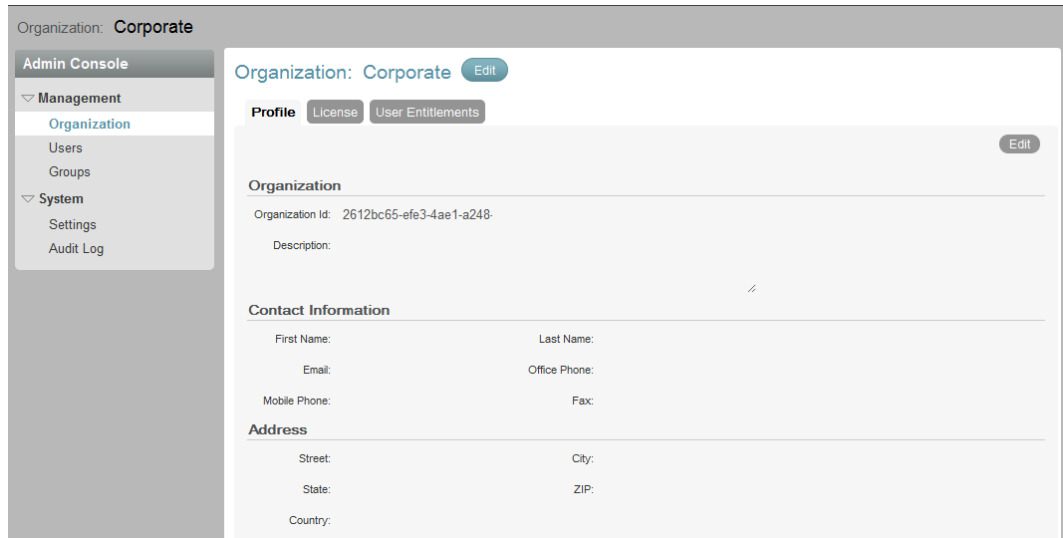 Organization: Corporate
Admin Console
Management
Organization
Users
Groups
System
Settings
Audit Log
Organization: Corporate Edit
Profile License User Entitlements
Edit
Organization
Organization Id: 2612bc65-efe3-4ae1-a248-
Description:
Contact Information
First Name: Last Name:
Email: Office Phone:
Mobile Phone: Fax:
Address
Street: City:
State: ZIP:
Country: